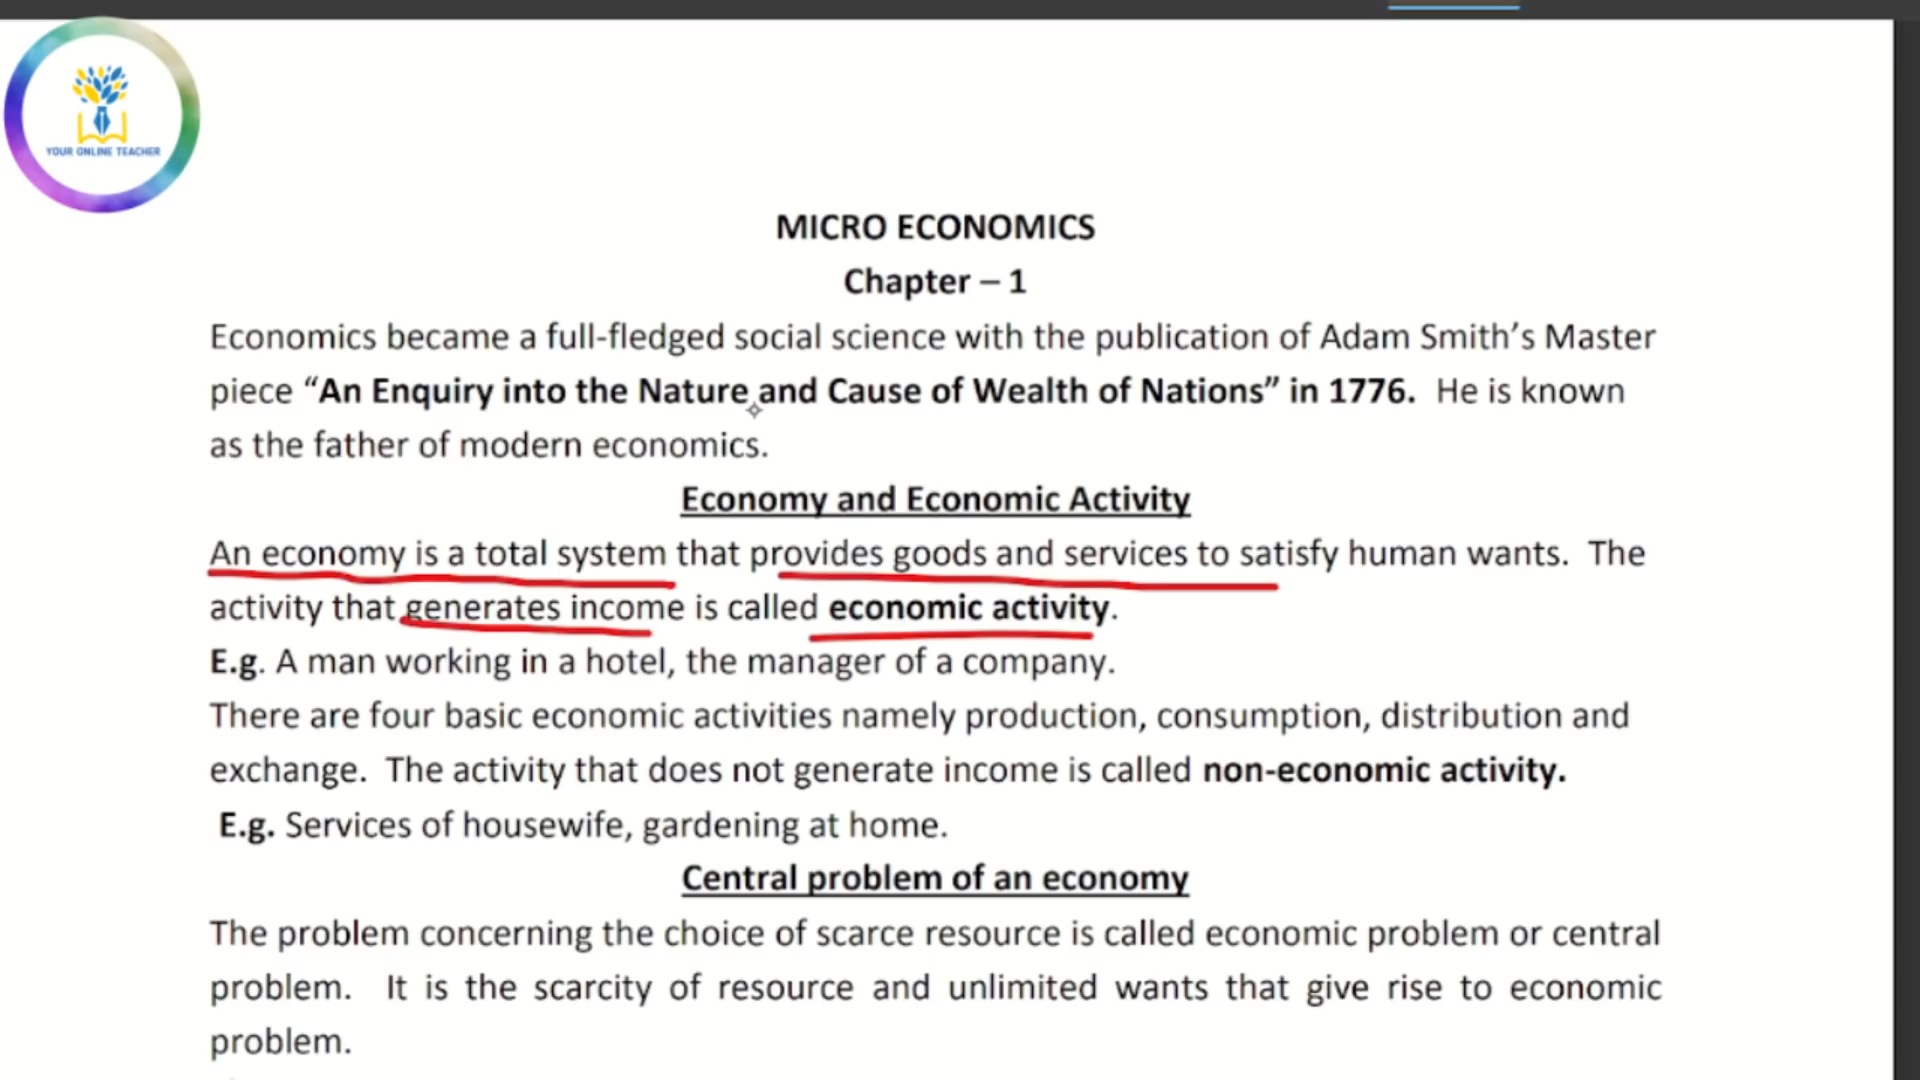 YOUR ONLINE TEACHER
MICRO ECONOMICS
Chapter – 1
Economics became a full-fledged social science with the publication of Adam Smith’s Master
piece “An Enquiry into the Nature and Cause of Wealth of Nations” in 1776. He is known
as the father of modern economics.
Economy and Economic Activity
An economy is a total system that provides goods and services to satisfy human wants. The
activity that generates income is called economic activity.
E.g. A man working in a hotel, the manager of a company.
There are four basic economic activities namely production, consumption, distribution and
exchange. The activity that does not generate income is called non-economic activity.
E.g. Services of housewife, gardening at home.
Central problem of an economy
The problem concerning the choice of scarce resource is called economic problem or central
problem. It is the scarcity of resource and unlimited wants that give rise to economic
problem.